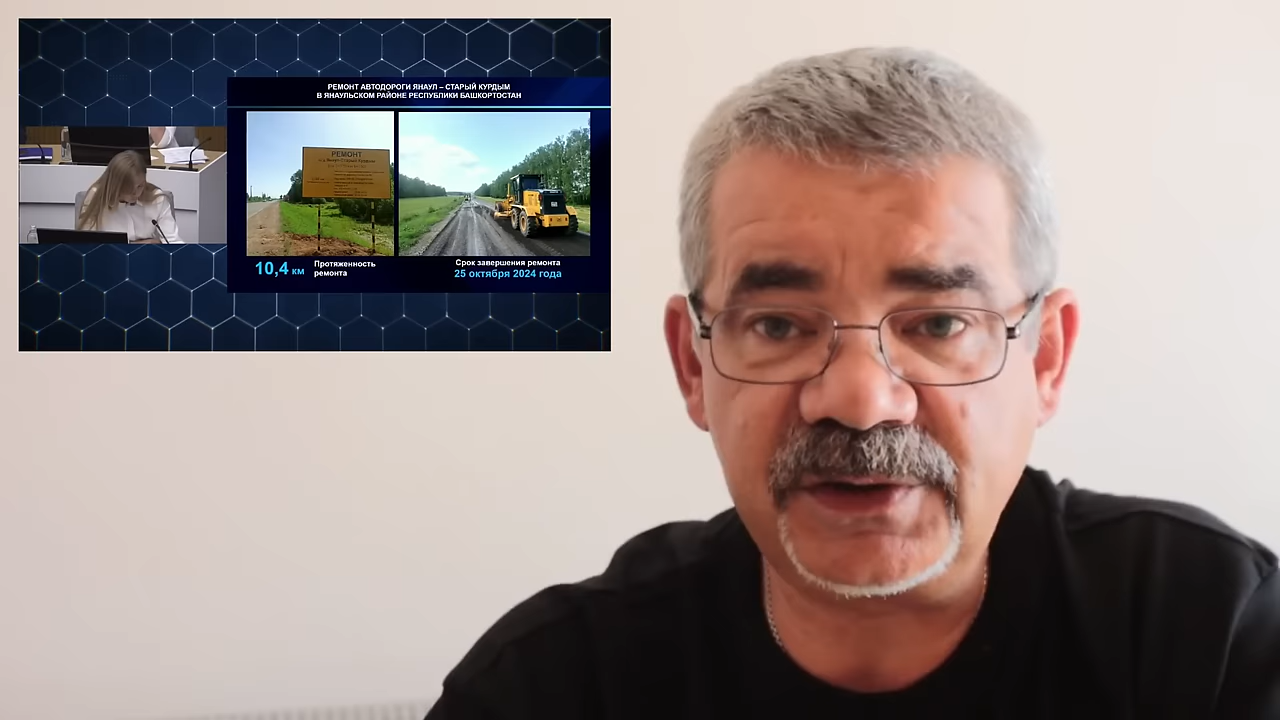 РЕМОНТ АВТОДОРОГИ ЯНАУЛ – СТАРЫЙ КУРДЫМ
В ЯНАУЛЬСКОМ РАЙОНЕ РЕСПУБЛИКИ БАШКОРТОСТАН
РЕМОНТ
10,4 км
Протяженность
ремонта
Срок завершения ремонта
25 октября 2024 года